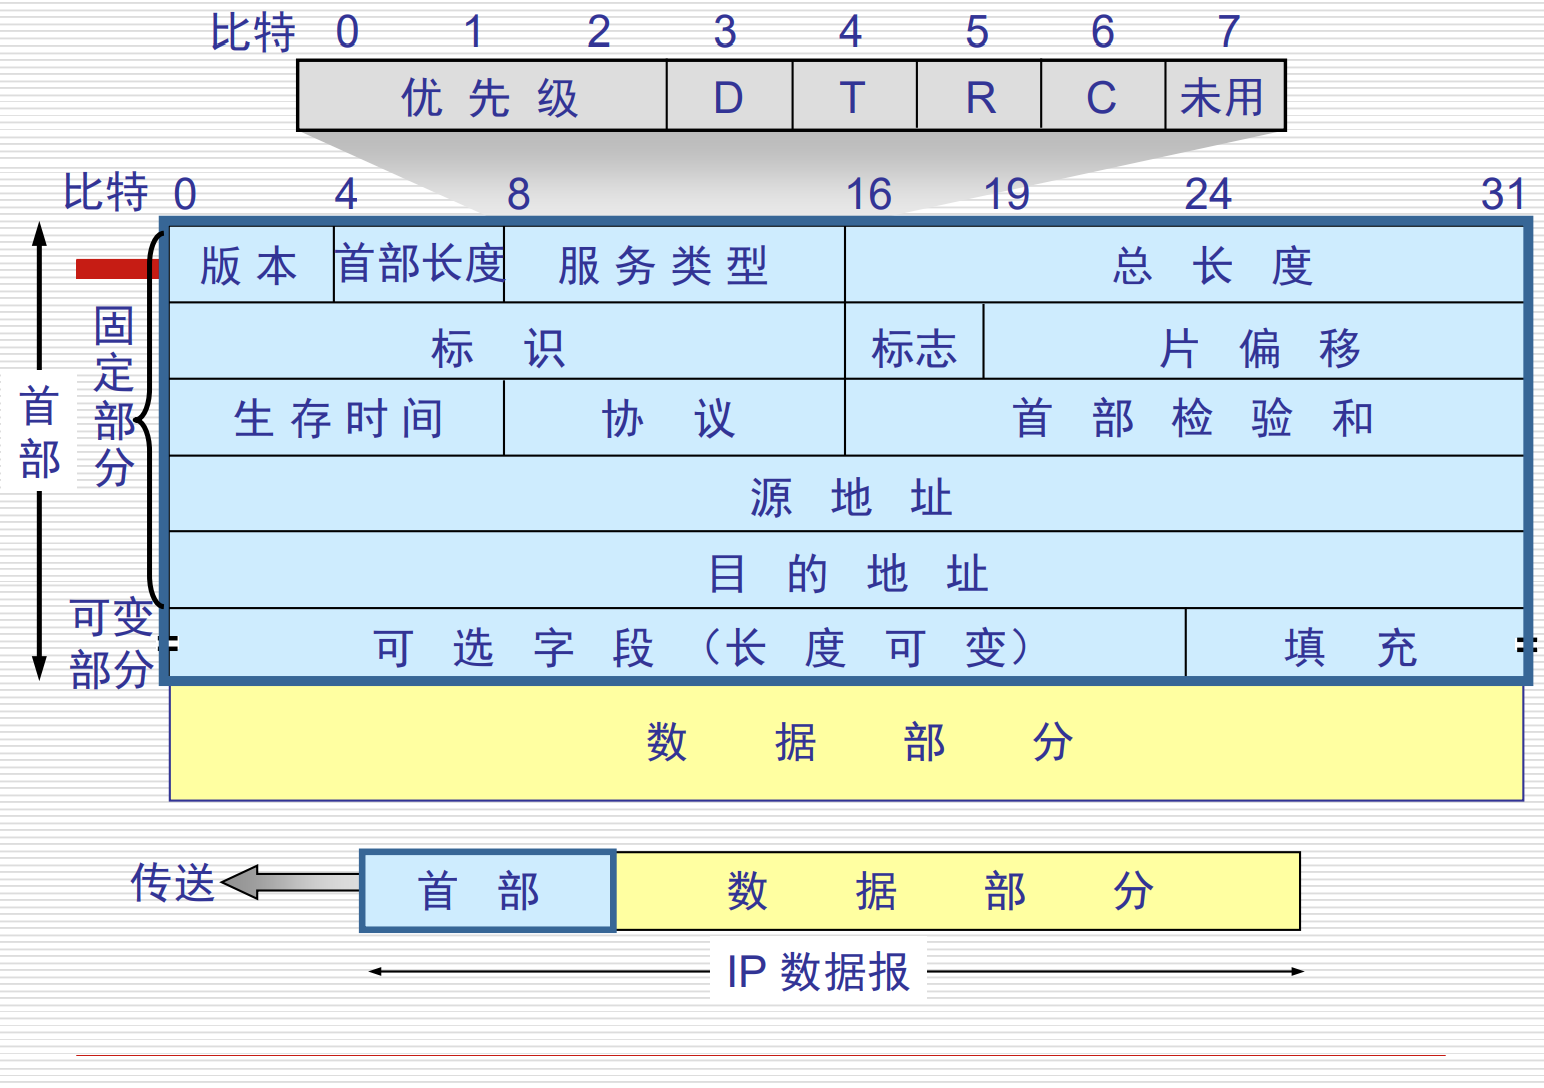 比特 0 1 2 3 4 5 6 7
优先级 D T R C 未用
比特 0 4 8 16 19 24 31
版本 首部长度 服务类型 总长度
标识 标志 片偏移
生存时间 协议 首部检验和
源地址
目的地址
可选字段（长度可变） 填充
数据部分
首部
固定部分
可变
部分
传送 首部 数据部分
IP 数据报